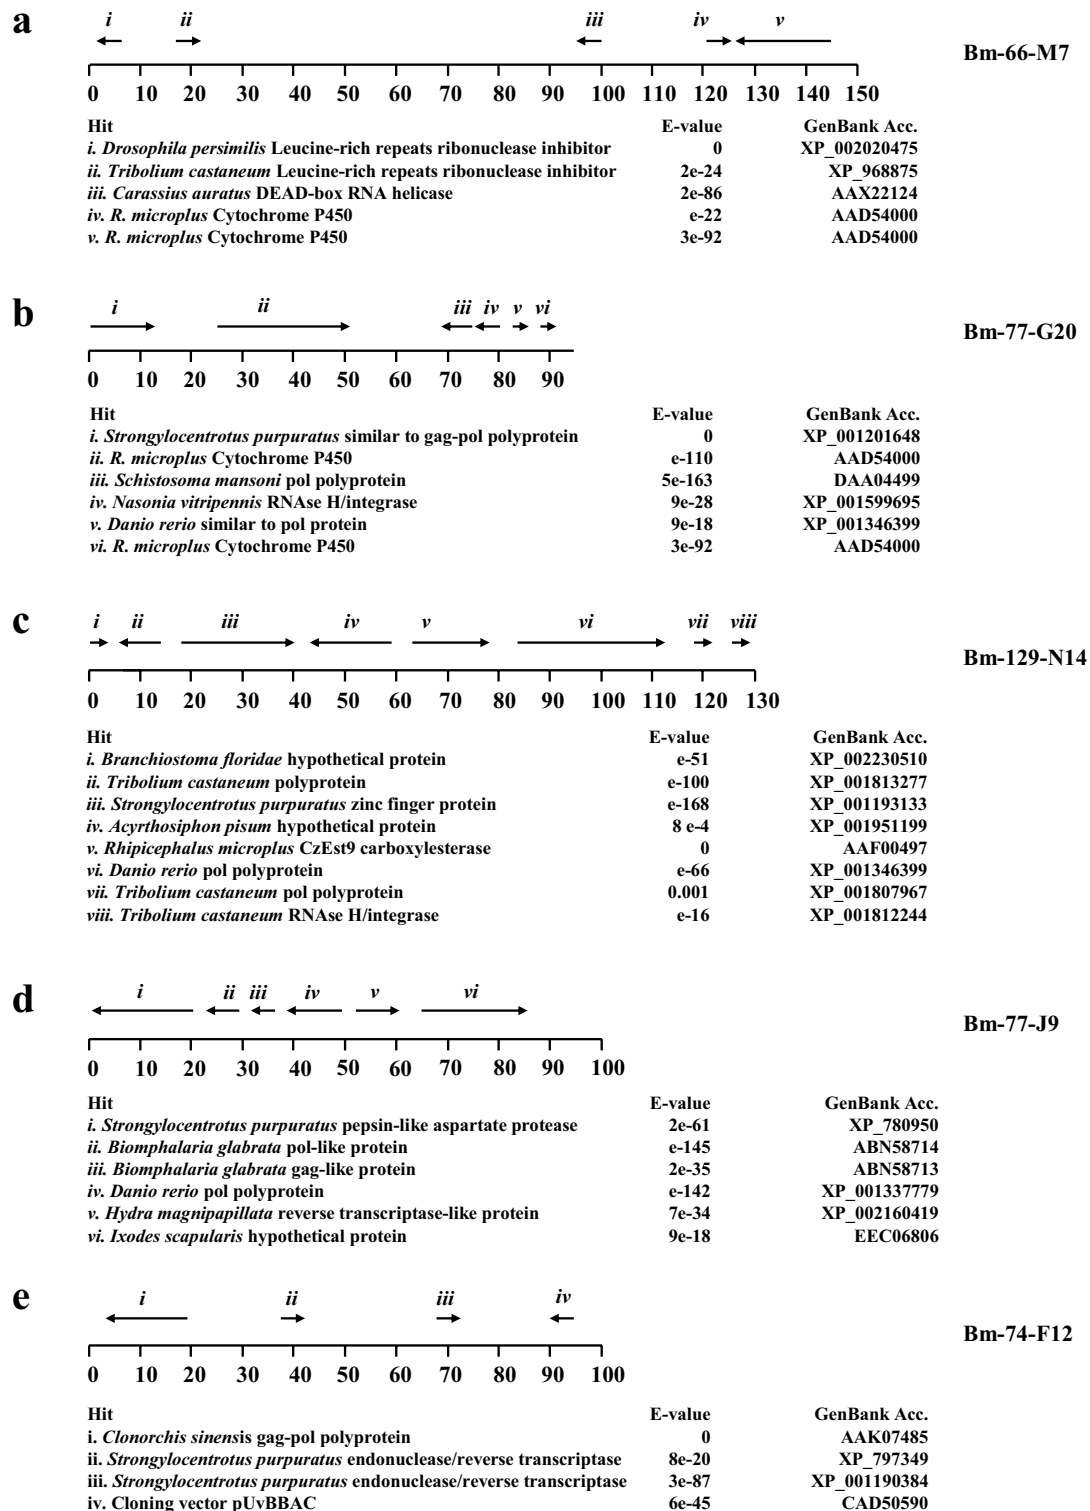 a
i ii iii iv v
Bm-66-M7
0 10 20 30 40 50 60 70 80 90 100 110 120 130 140 150
Hit E-value GenBank Acc.
i. Drosophila persimilis Leucine-rich repeats ribonuclease inhibitor 0 XP_002020475
ii. Tribolium castaneum Leucine-rich repeats ribonuclease inhibitor 2e-24 XP_968875
iii. Carassius auratus DEAD-box RNA helicase 2e-86 AAX22124
iv. R. microplus Cytochrome P450 e-22 AAD54000
v. R. microplus Cytochrome P450 3e-92 AAD54000
b
i ii iii iv v vi
Bm-77-G20
0 10 20 30 40 50 60 70 80 90
Hit E-value GenBank Acc.
i. Strongylocentrotus purpuratus similar to gag-pol polyprotein 0 XP_001201648
ii. R. microplus Cytochrome P450 e-110 AAD54000
iii. Schistosoma mansoni pol polyprotein 5e-163 DAA04499
iv. Nasonia vitripennis RNAse H/integrase 9e-28 XP_001599695
v. Danio rerio similar to pol protein 9e-18 XP_001346399
vi. R. microplus Cytochrome P450 3e-92 AAD54000
c
i ii iii iv v vi vii viii
Bm-129-N14
0 10 20 30 40 50 60 70 80 90 100 110 120 130
Hit E-value GenBank Acc.
i. Branchiostoma floridae hypothetical protein e-51 XP_002230510
ii. Tribolium castaneum polyprotein e-100 XP_001813277
iii. Strongylocentrotus purpuratus zinc finger protein e-168 XP_001193133
iv. Acyrthosiphon pisum hypothetical protein 8 e-4 XP_001951199
v. Rhipicephalus microplus CzEst9 carboxylesterase 0 AAF00497
vi. Danio rerio pol polyprotein e-66 XP_001346399
vii. Tribolium castaneum pol polyprotein 0.001 XP_001807967
viii. Tribolium castaneum RNAse H/integrase e-16 XP_001812244
d
i ii iii iv v vi
Bm-77-J9
0 10 20 30 40 50 60 70 80 90 100
Hit E-value GenBank Acc.
i. Strongylocentrotus purpuratus pepsin-like aspartate protease 2e-61 XP_780950
ii. Biomphalaria glabrata pol-like protein e-145 ABN58714
iii. Biomphalaria glabrata gag-like protein 2e-35 ABN58713
iv. Danio rerio pol polyprotein e-142 XP_001337779
v. Hydra magnipapillata reverse transcriptase-like protein 7e-34 XP_002160419
vi. Ixodes scapularis hypothetical protein 9e-18 EEC06806
e
i ii iii iv
Bm-74-F12
0 10 20 30 40 50 60 70 80 90 100
Hit E-value GenBank Acc.
i. Clonorchis sinensis gag-pol polyprotein 0 AAK07485
ii. Strongylocentrotus purpuratus endonuclease/reverse transcriptase 8e-20 XP_797349
iii. Strongylocentrotus purpuratus endonuclease/reverse transcriptase 3e-87 XP_001190384
iv. Cloning vector pUvBBAC 6e-45 CAD50590